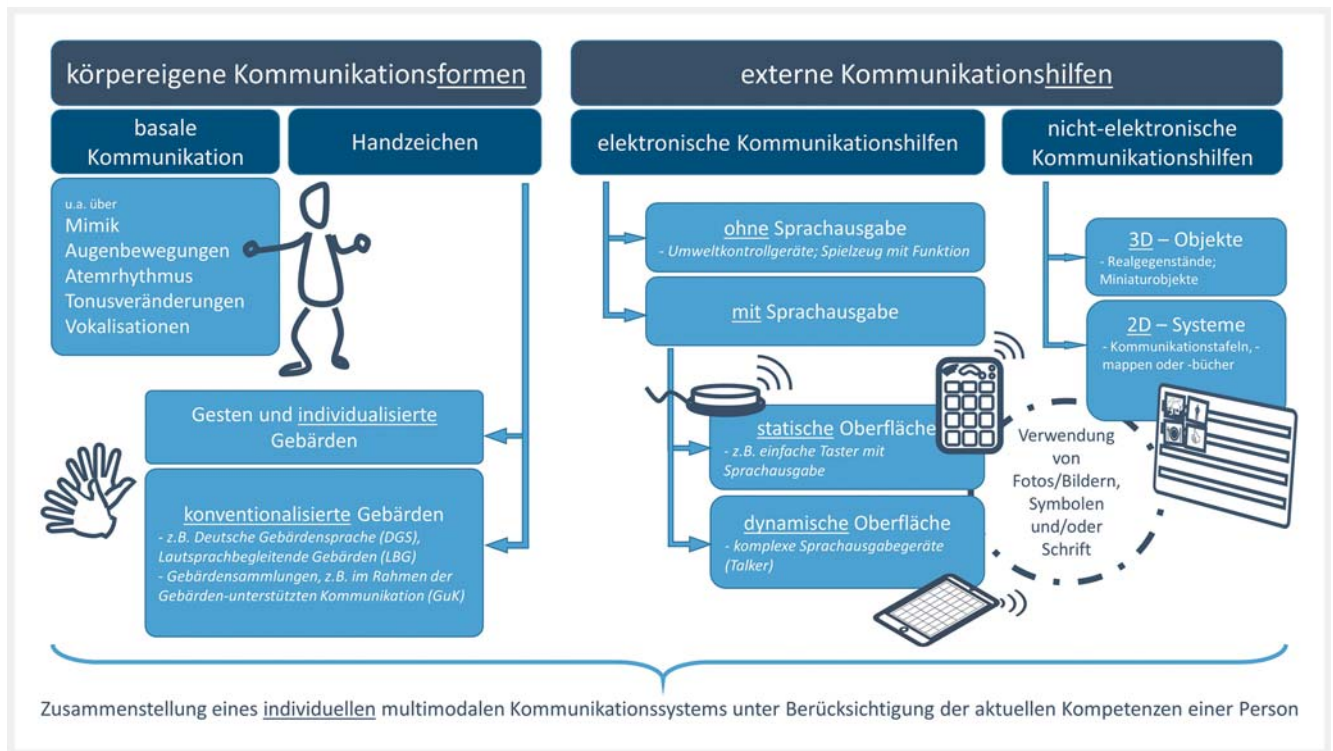 körpereigene Kommunikationsformen
basale
Kommunikation
Handzeichen
u.a. über
Mimik
Augenbewegungen
Atemrhythmus
Tonusveränderungen
Vokalisationen
Gesten und individualisierte
Gebärden
konventionalisierte Gebärden
- z.B. Deutsche Gebärdensprache (DGS),
Lautsprachbegleitende Gebärden (LBG)
- Gebärdensammlungen, z.B. im Rahmen der
Gebärden-unterstützten Kommunikation (GuK)
externe Kommunikationshilfen
elektronische Kommunikationshilfen
ohne Sprachausgabe
- Umweltkontrollgeräte; Spielzeug mit Funktion
mit Sprachausgabe
statische Oberfläche
- z.B. einfache Taster mit
Sprachausgabe
dynamische Oberfläche
- komplexe Sprachausgabegeräte
(Talker)
nicht-elektronische
Kommunikationshilfen
3D – Objekte
- Realgegenstände;
Miniaturobjekte
2D – Systeme
- Kommunikationstafeln, -
mappen oder -bücher
Verwendung
von
Fotos/Bildern,
Symbolen
und/oder
Schrift
Zusammenstellung eines individuellen multimodalen Kommunikationssystems unter Berücksichtigung der aktuellen Kompetenzen einer Person